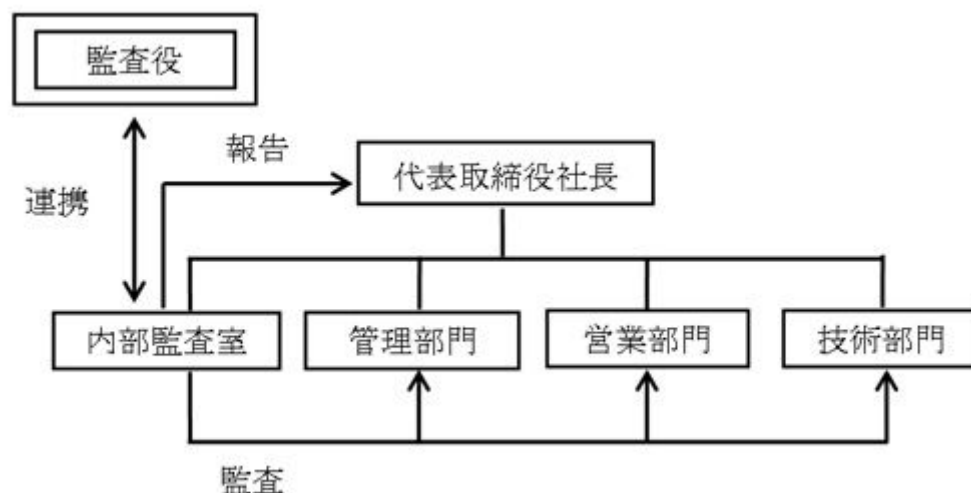 監査役
報告
代表取締役社長
連携
内部監査室
管理部門
営業部門
技術部門
監査